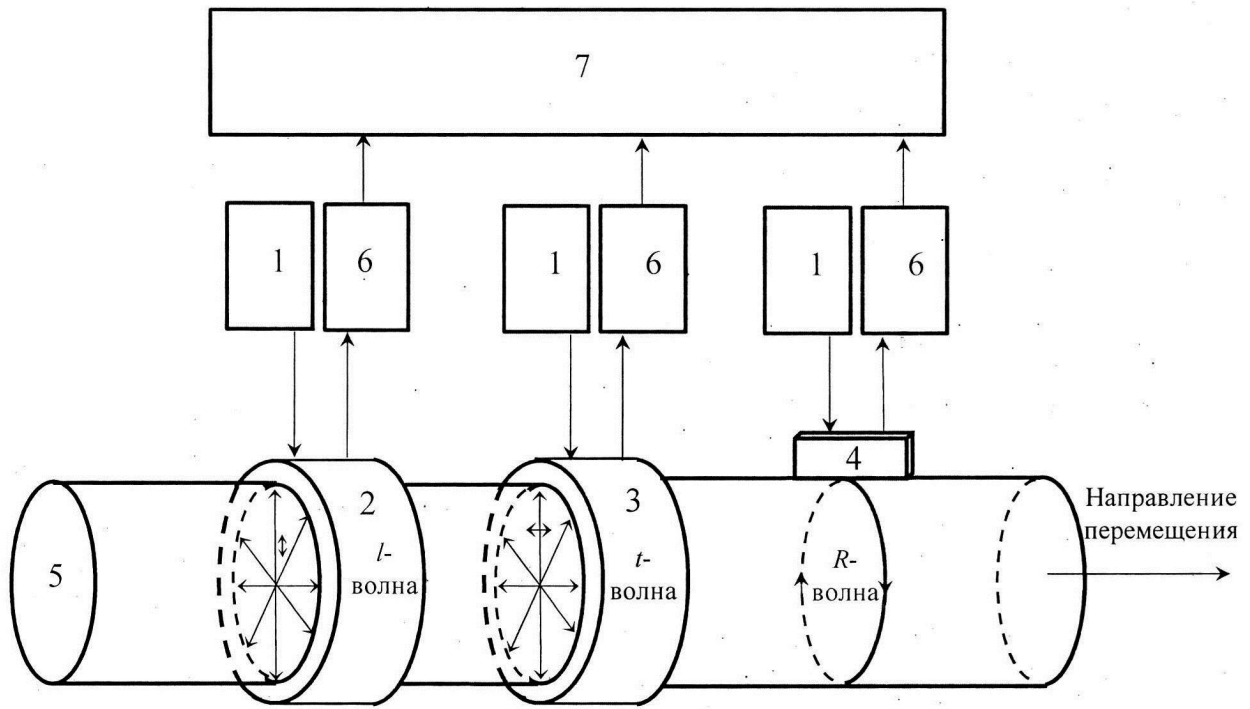 7
1 6 1 6 1 6
4
2 3
Направление
перемещения
5
l-
волна
t-
волна
R-
волна